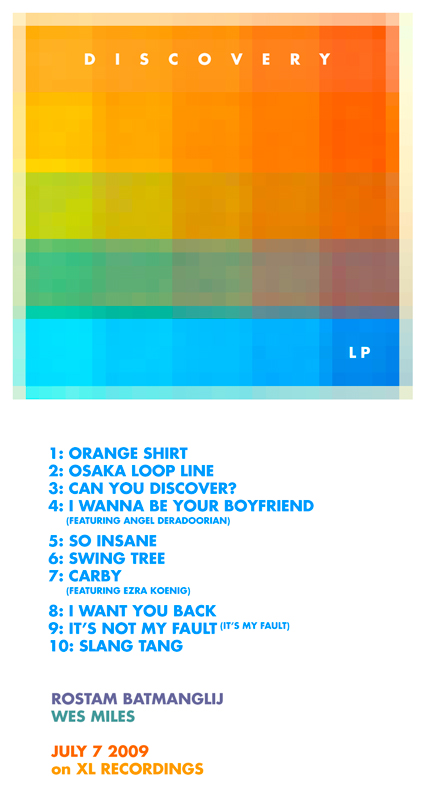 DISCOVERY
LP
1: ORANGE SHIRT
2: OSAKA LOOP LINE
3: CAN YOU DISCOVER?
4: I WANNA BE YOUR BOYFRIEND
(FEATURING ANGEL DERADOORIAN)
5: SO INSANE
6: SWING TREE
7: CARBY
(FEATURING EZRA KOENIG)
8: I WANT YOU BACK
9: IT'S NOT MY FAULT (IT'S MY FAULT)
10: SLANG TANG
ROSTAM BATMANGLIJ
WES MILES
JULY 7 2009
on XL RECORDINGS